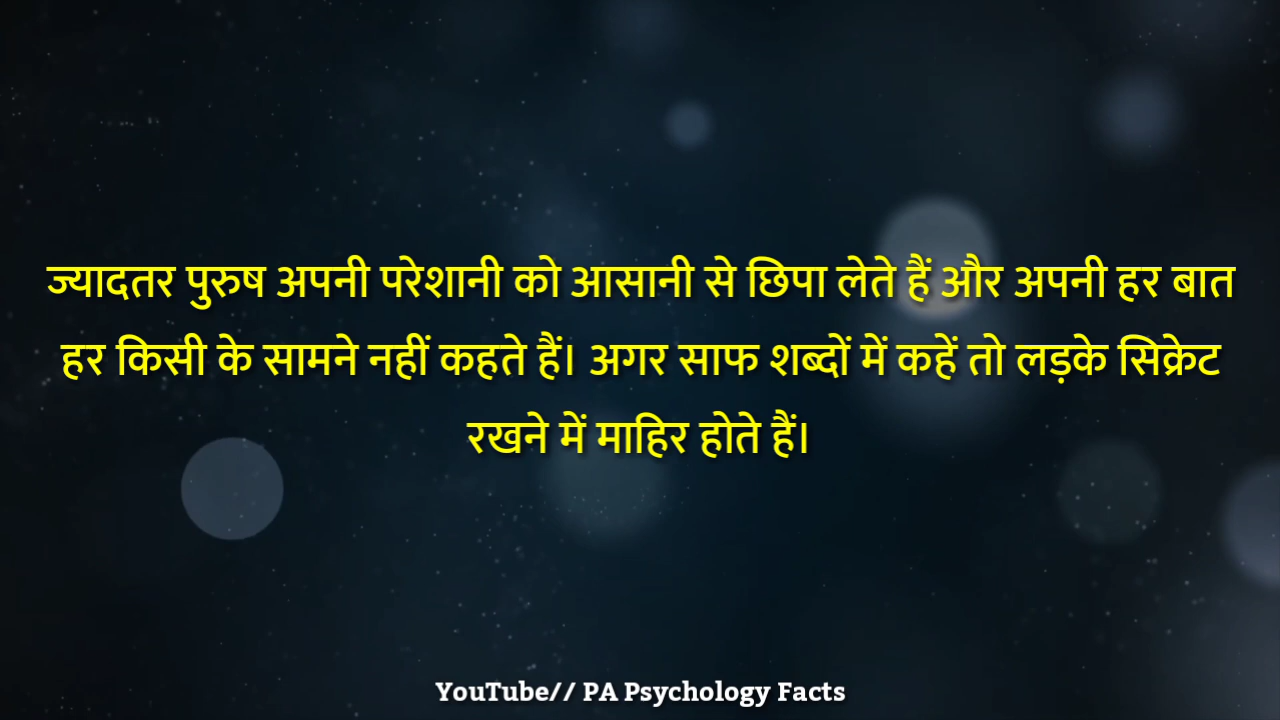 ज्यादतर पुरुष अपनी परेशानी को आसानी से छिपा लेते हैं और अपनी हर बात
हर किसी के सामने नहीं कहते हैं। अगर साफ शब्दों में कहें तो लड़के सिक्रेट
रखने में माहिर होते हैं।
YouTube// PA Psychology Facts